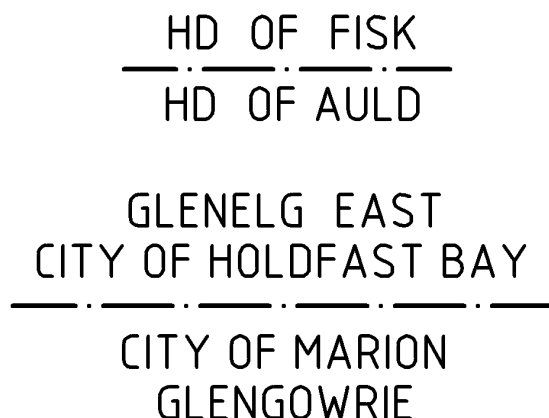 HD OF FISK
HD OF AULD
GLENELG EAST
CITY OF HOLDFAST BAY
CITY OF MARION
GLENGOWRIE